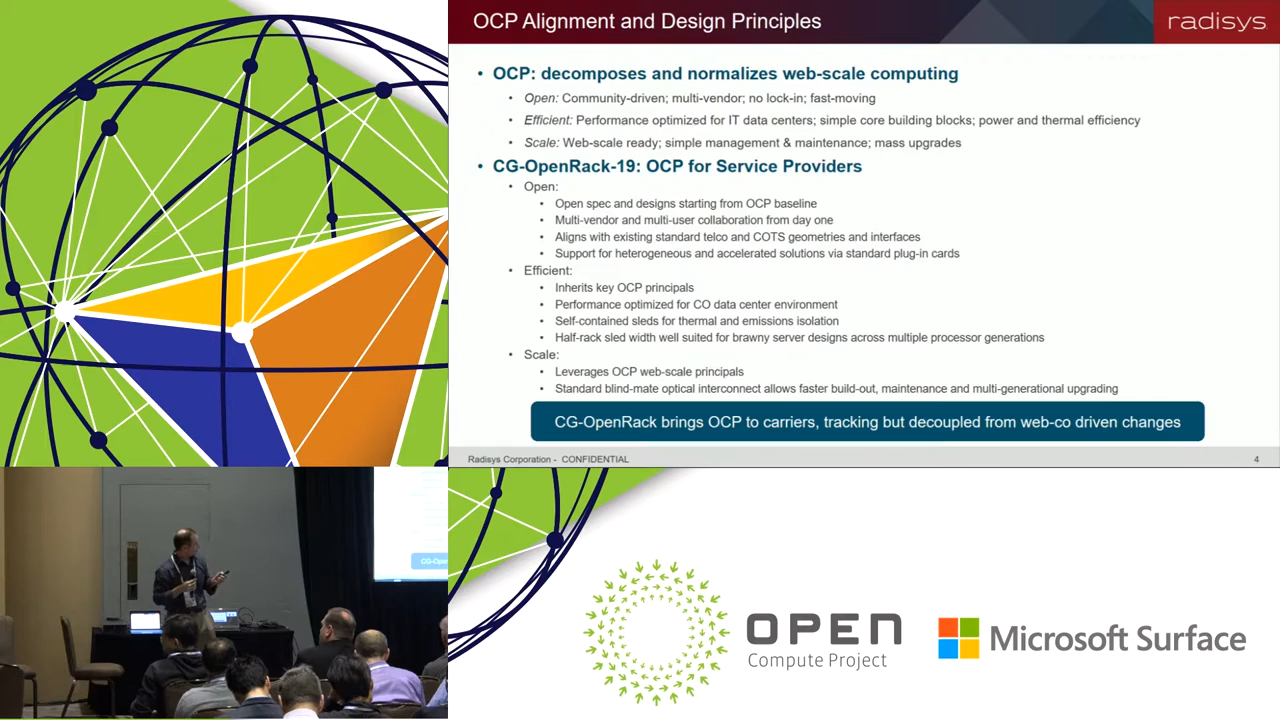 OCP Alignment and Design Principles
radisys
• OCP: decomposes and normalizes web-scale computing
• Open: Community-driven; multi-vendor; no lock-in; fast-moving
• Efficient: Performance optimized for IT data centers; simple core building blocks; power and thermal efficiency
• Scale: Web-scale ready; simple management & maintenance; mass upgrades
• CG-OpenRack-19: OCP for Service Providers
• Open:
• Open spec and designs starting from OCP baseline
• Multi-vendor and multi-user collaboration from day one
• Aligns with existing standard telco and COTS geometries and interfaces
• Support for heterogeneous and accelerated solutions via standard plug-in cards
• Efficient:
• Inherits key OCP principals
• Performance optimized for CO data center environment
• Self-contained sleds for thermal and emissions isolation
• Half-rack sled width well suited for brawny server designs across multiple processor generations
• Scale:
• Leverages OCP web-scale principals
• Standard blind-mate optical interconnect allows faster build-out, maintenance and multi-generational upgrading
CG-OpenRack brings OCP to carriers, tracking but decoupled from web-co driven changes
Radisys Corporation - CONFIDENTIAL
4
CG-Open
OPEN
Compute Project
Microsoft Surface